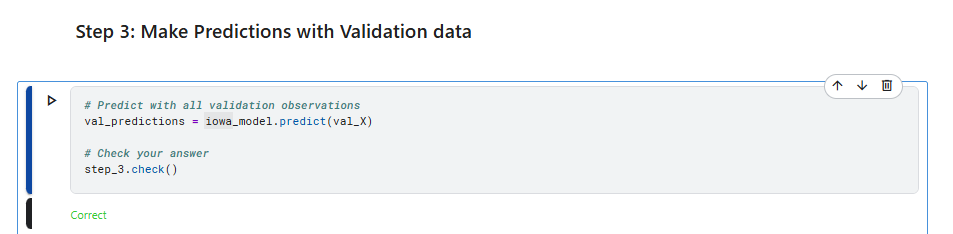 Step 3: Make Predictions with Validation data
# Predict with all validation observations
val_predictions = iowa_model.predict(val_X)
# Check your answer
step_3.check()
Correct